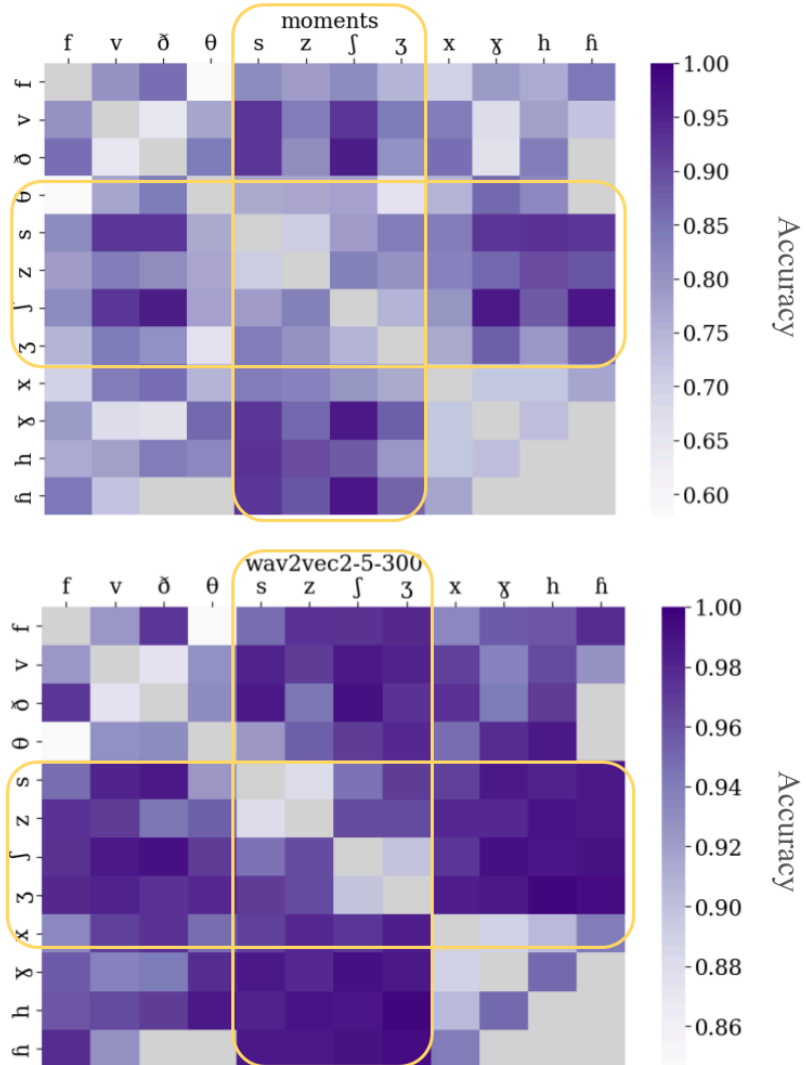 moments
f v ð θ s z ʃ ʒ x ɣ h ɦ
f
v
ð
θ
s
z
ʃ
ʒ
x
ɣ
h
ɦ
1.00
0.95
0.90
0.85
0.80
0.75
0.70
0.65
0.60
Accuracy
wav2vec2-5-300
f v ð θ s z ʃ ʒ x ɣ h ɦ
f
v
ð
θ
s
z
ʃ
ʒ
x
ɣ
h
ɦ
1.00
0.98
0.96
0.94
0.92
0.90
0.88
0.86
Accuracy